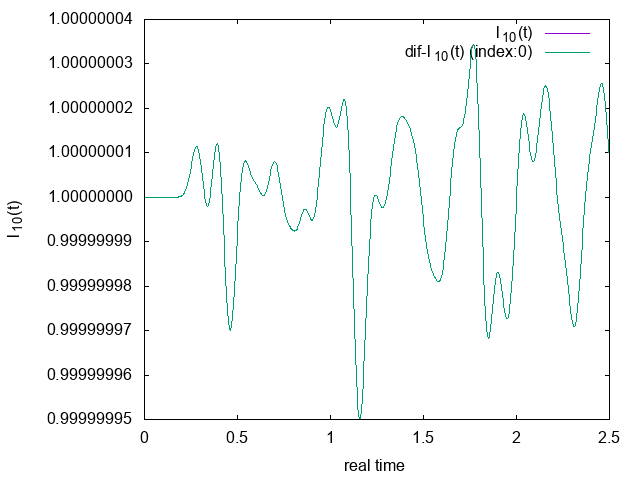 1.00000004
1.00000003
1.00000002
1.00000001
1.00000000
0.99999999
0.99999998
0.99999997
0.99999996
0.99999995
0 0.5 1 1.5 2 2.5
real time
I10(t)
I10(t)
dif-I10(t) (index:0)